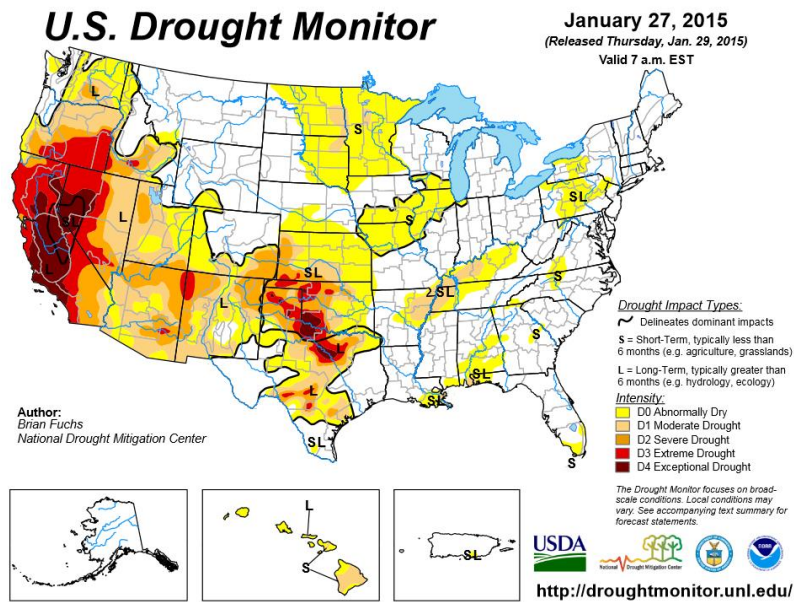 U.S. Drought Monitor
January 27, 2015
(Released Thursday, Jan. 29, 2015)
Valid 7 a.m. EST
L
S
SL
L
S
SL
SL
S
L
S
L
SL
L
SL
SL
SL
S
Drought Impact Types:
Delineates dominant impacts
S = Short-Term, typically less than
6 months (e.g. agriculture, grasslands)
L = Long-Term, typically greater than
6 months (e.g. hydrology, ecology)
Intensity:
D0 Abnormally Dry
D1 Moderate Drought
D2 Severe Drought
D3 Extreme Drought
D4 Exceptional Drought
Author:
Brian Fuchs
National Drought Mitigation Center
The Drought Monitor focuses on broad-
scale conditions. Local conditions may
vary. See accompanying text summary for
forecast statements.
L
S
SL
USDA
National Drought Mitigation Center
http://droughtmonitor.unl.edu/